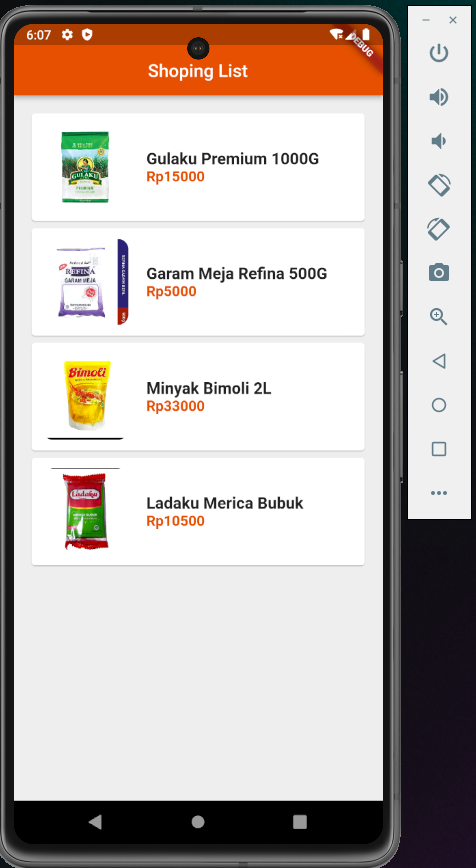 6:07
DEBUG
Shoping List
GULAKU
Gulaku Premium 1000G
Rp15000
REFINA
GARAM MEJA
Garam Meja Refina 500G
Rp5000
Bimoli
Minyak Bimoli 2L
Rp33000
Ladaku
Ladaku Merica Bubuk
Rp10500